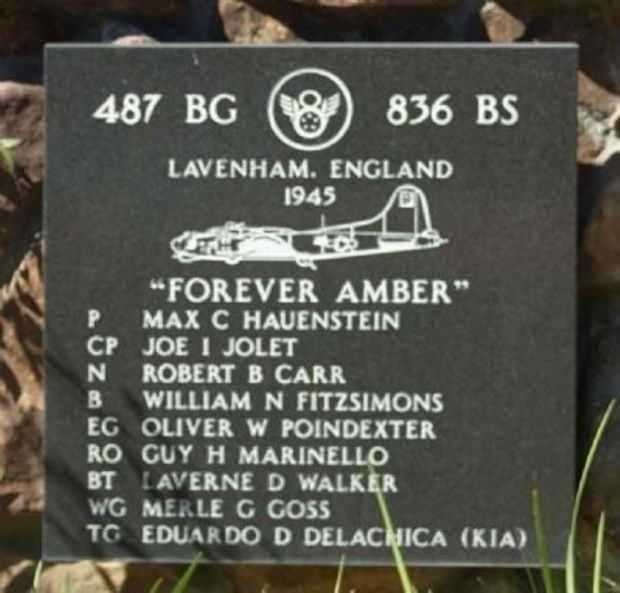 487 BG 836 BS
LAVENHAM. ENGLAND
1945
"FOREVER AMBER"
P MAX C HAUENSTEIN
CP JOE I JOLET
N ROBERT B CARR
B WILLIAM N FITZSIMONS
EG OLIVER W POINDEXTER
RO GUY H MARINELLO
BT LAVERNE D WALKER
WG MERLE G GOSS
TG EDUARDO D DELACHICA (KIA)